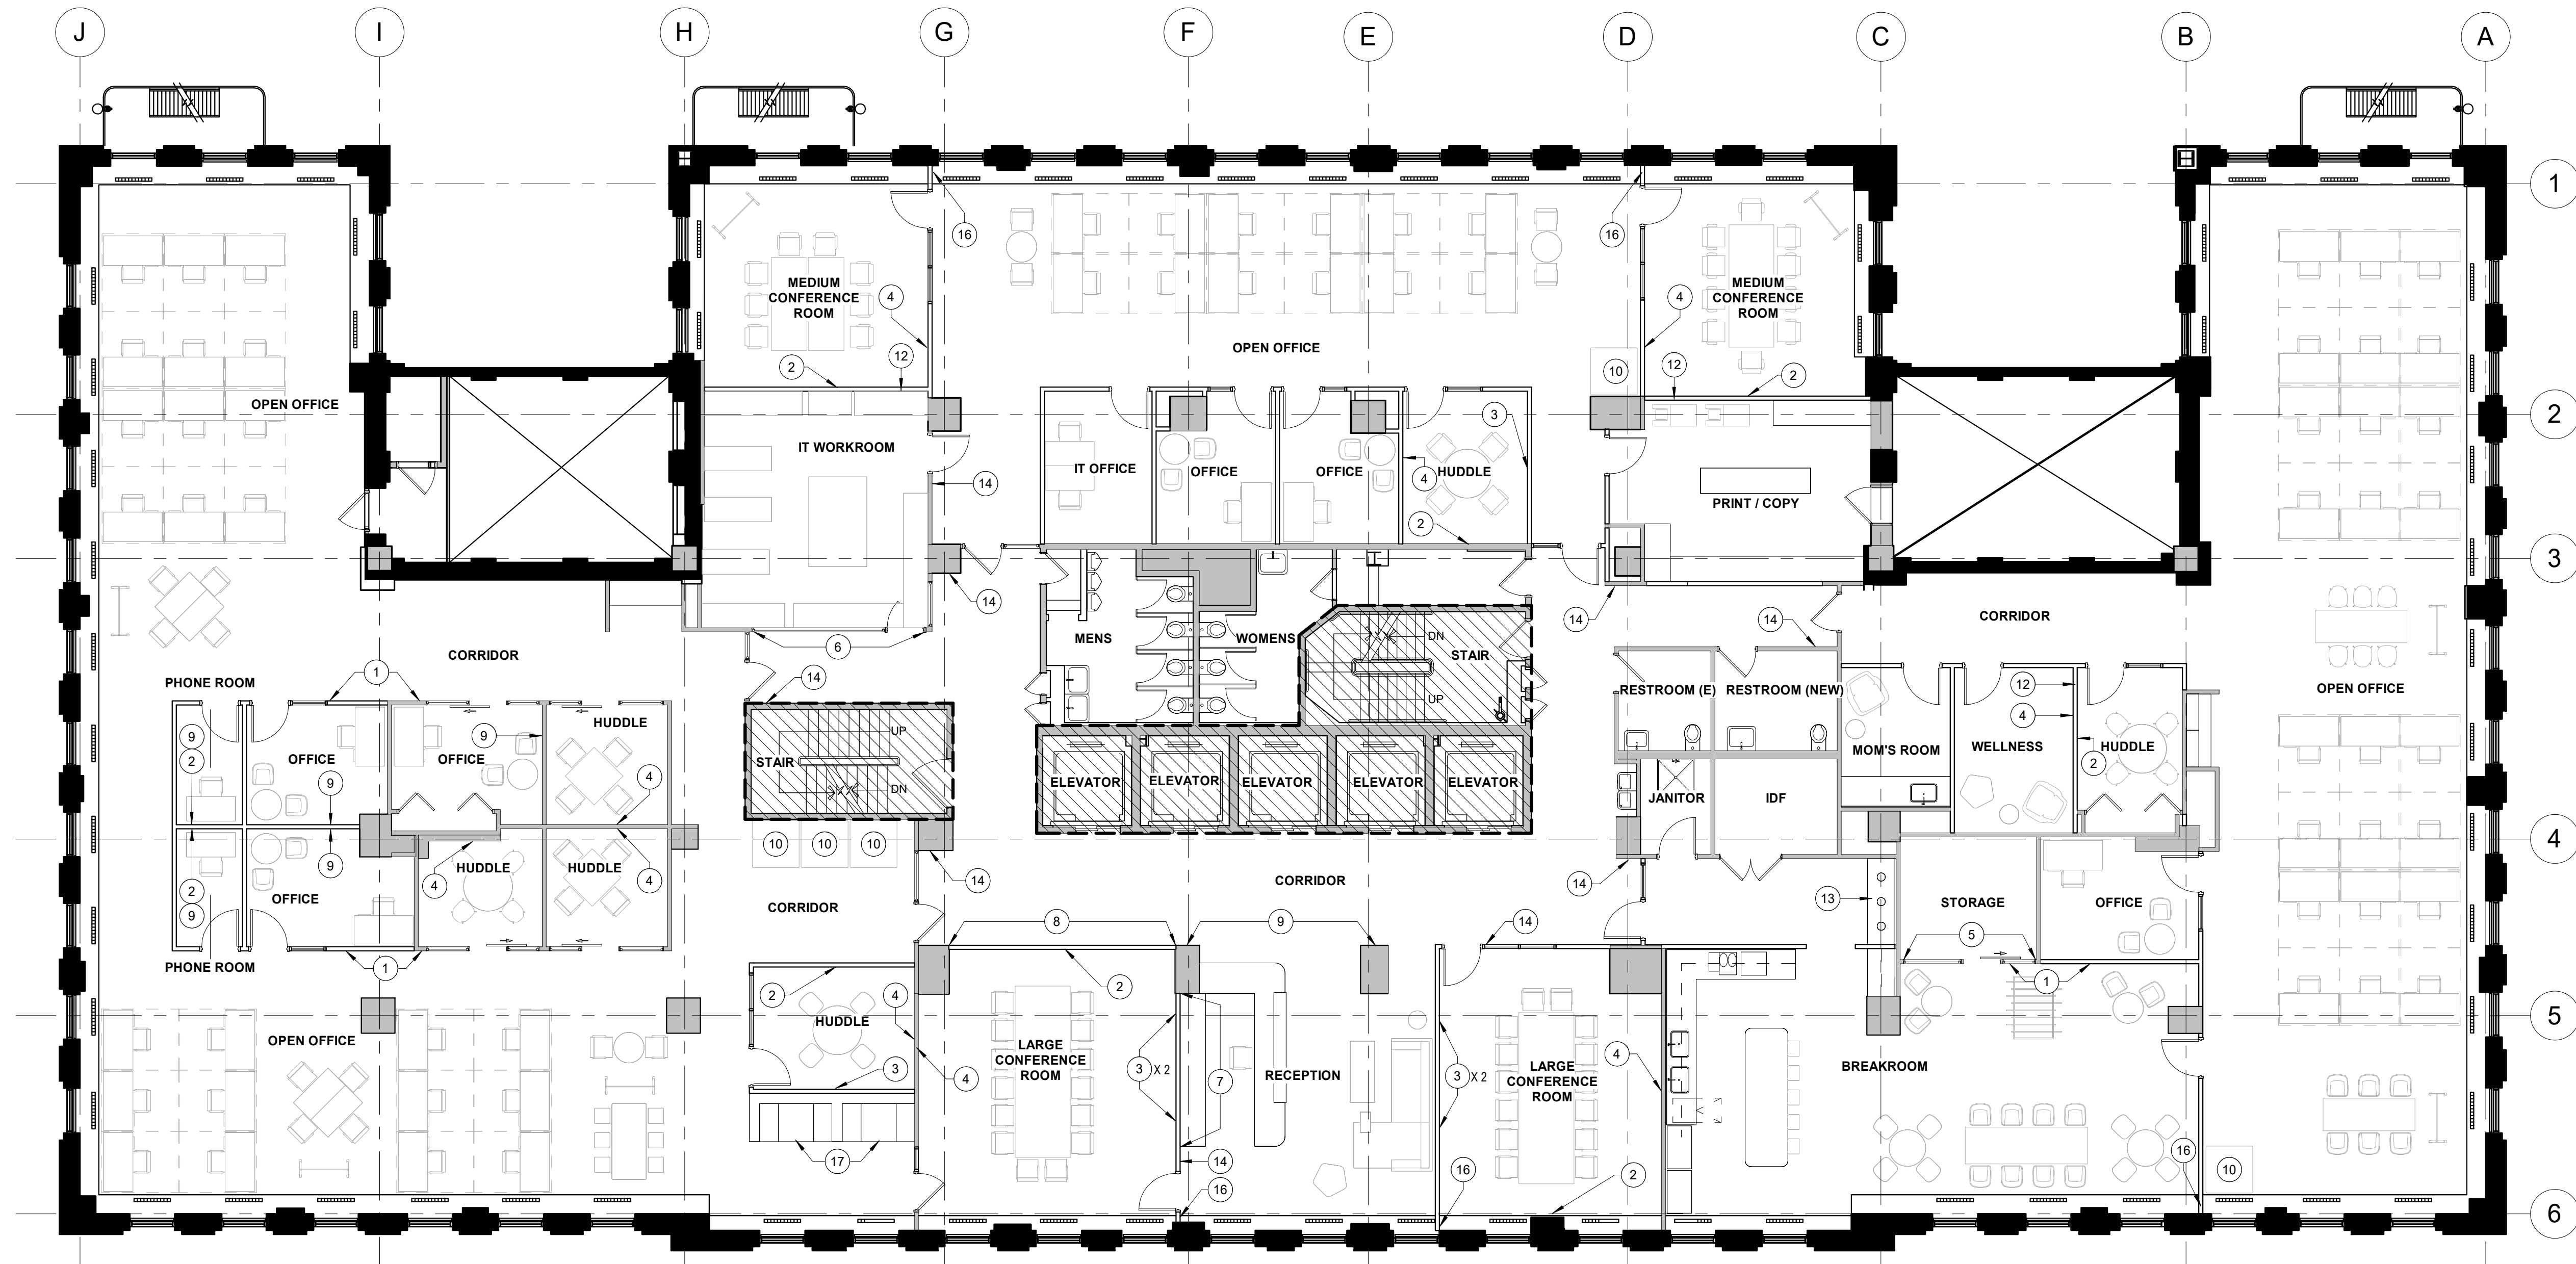 J I H G F E D C B A
1
16 16
MEDIUM
CONFERENCE
ROOM
4
MEDIUM
CONFERENCE
ROOM
4
OPEN OFFICE
12
2
10
12
2
OPEN OFFICE
2
3
IT WORKROOM
IT OFFICE
OFFICE
OFFICE
4
HUDDLE
14
PRINT / COPY
2
3
14
14
14
CORRIDOR
MENS
WOMENS
DN
STAIR
UP
6
CORRIDOR
1
14
PHONE ROOM
RESTROOM (E)
RESTROOM (NEW)
12
OPEN OFFICE
4
HUDDLE
9
9
2
OFFICE
OFFICE
UP
STAIR
DN
MOM'S ROOM
WELLNESS
HUDDLE
2
9
4
ELEVATOR
ELEVATOR
ELEVATOR
ELEVATOR
ELEVATOR
JANITOR
IDF
4
10
10
10
9
2
9
4
HUDDLE
HUDDLE
4
14
CORRIDOR
14
OFFICE
13
STORAGE
OFFICE
CORRIDOR
8
9
14
5
PHONE ROOM
1
2
4
2
1
HUDDLE
5
OPEN OFFICE
LARGE
CONFERENCE
ROOM
3 X 2
7
RECEPTION
3 X 2
LARGE
CONFERENCE
ROOM
4
BREAKROOM
3
4
17
14
16
16
2
16
10
6